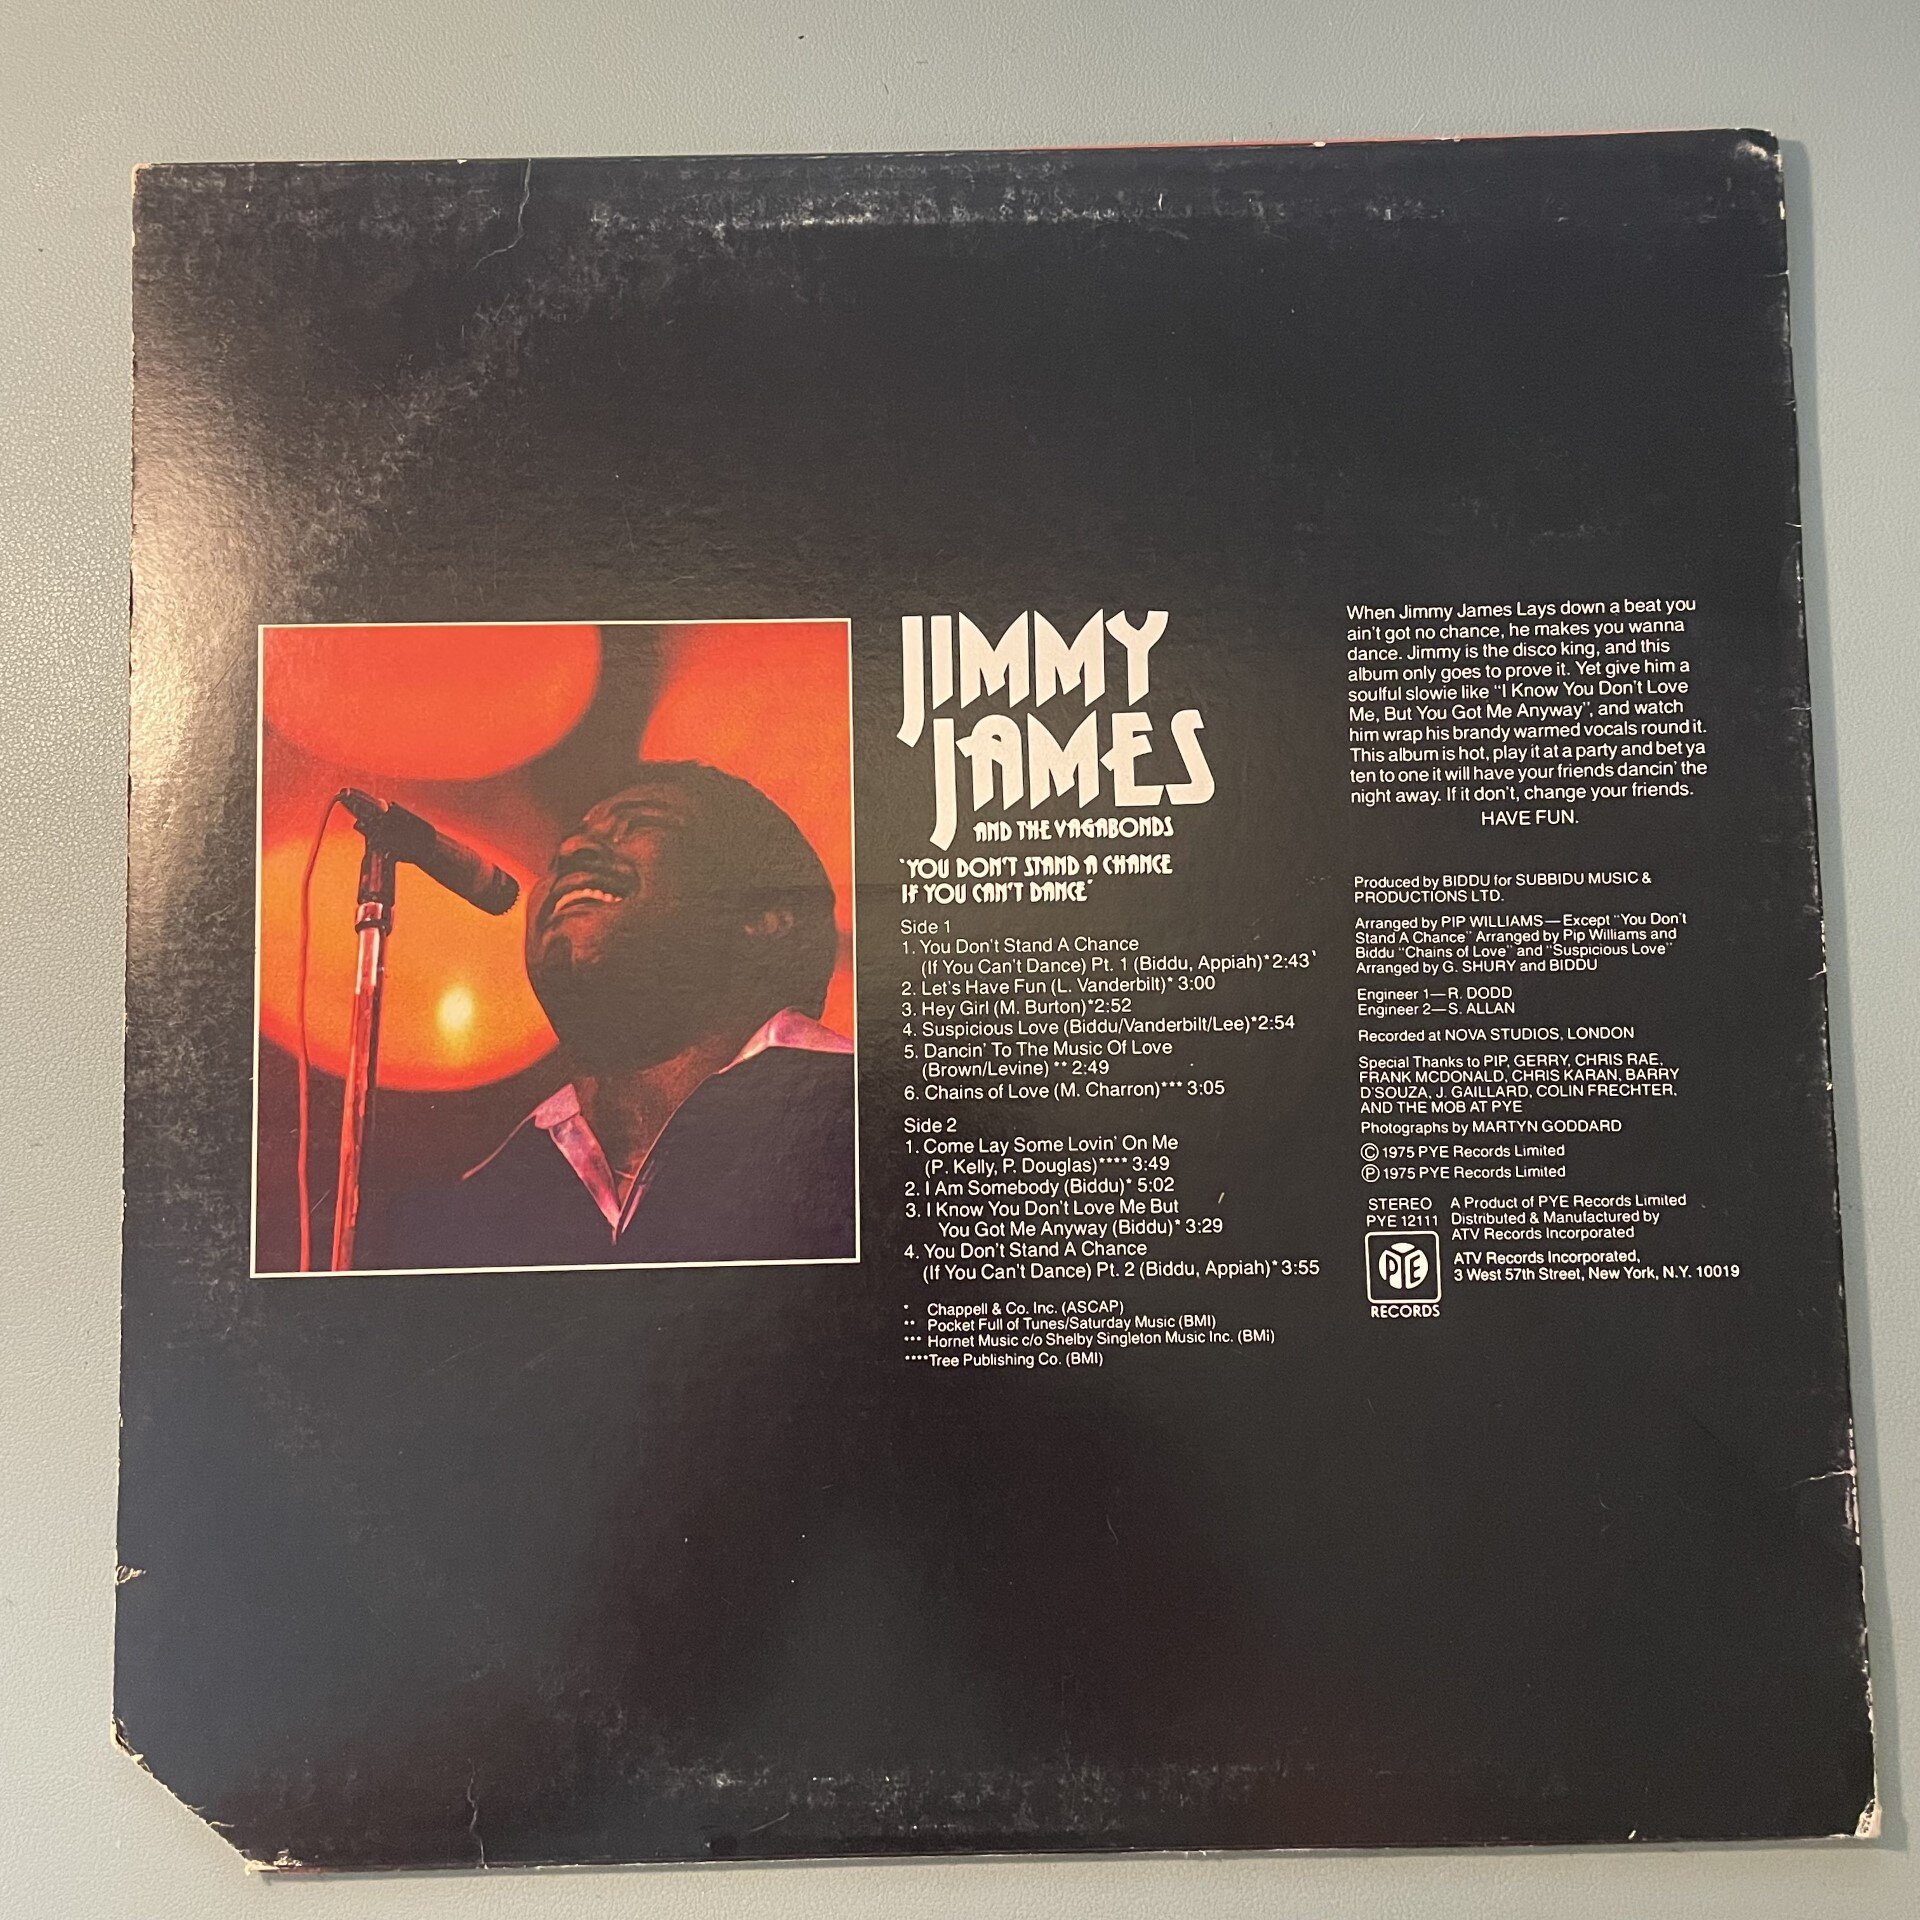 JIMMY
JAMES
AND THE VAGABONDS
'YOU DON'T STAND A CHANCE
IF YOU CAN'T DANCE'
Side 1
1. You Don't Stand A Chance
(If You Can't Dance) Pt. 1 (Biddu, Appiah)*2:43
2. Let's Have Fun (L. Vanderbilt)* 3:00
3. Hey Girl (M. Burton)*2:52
4. Suspicious Love (Biddu/Vanderbilt/Lee)*2:54
5. Dancin' To The Music Of Love
(Brown/Levine) ** 2:49
6. Chains of Love (M. Charron)*** 3:05
Side 2
1. Come Lay Some Lovin' On Me
(P. Kelly, P. Douglas)**** 3:49
2. I Am Somebody (Biddu)* 5:02
3. I Know You Don't Love Me But
You Got Me Anyway (Biddu)* 3:29
4. You Don't Stand A Chance
(If You Can't Dance) Pt. 2 (Biddu, Appiah)* 3:55
* Chappell & Co. Inc. (ASCAP)
** Pocket Full of Tunes/Saturday Music (BMI)
*** Hornet Music c/o Shelby Singleton Music Inc. (BMi)
****Tree Publishing Co. (BMI)
When Jimmy James Lays down a beat you
ain't got no chance, he makes you wanna
dance. Jimmy is the disco king, and this
album only goes to prove it. Yet give him a
soulful slowie like "I Know You Don't Love
Me, But You Got Me Anyway", and watch
him wrap his brandy warmed vocals round it.
This album is hot, play it at a party and bet ya
ten to one it will have your friends dancin' the
night away. If it don't, change your friends.
HAVE FUN.
Produced by BIDDU for SUBBIDU MUSIC &
PRODUCTIONS LTD.
Arranged by PIP WILLIAMS—Except "You Don't
Stand A Chance" Arranged by Pip Williams and
Biddu "Chains of Love" and "Suspicious Love"
Arranged by G. SHURY and BIDDU
Engineer 1—R. DODD
Engineer 2—S. ALLAN
Recorded at NOVA STUDIOS, LONDON
Special Thanks to PIP, GERRY, CHRIS RAE,
FRANK MCDONALD, CHRIS KARAN, BARRY
D'SOUZA, J. GAILLARD, COLIN FRECHTER,
AND THE MOB AT PYE
Photographs by MARTYN GODDARD
© 1975 PYE Records Limited
℗ 1975 PYE Records Limited
STEREO
PYE 12111
PYE
RECORDS
A Product of PYE Records Limited
Distributed & Manufactured by
ATV Records Incorporated
ATV Records Incorporated,
3 West 57th Street, New York, N.Y. 10019